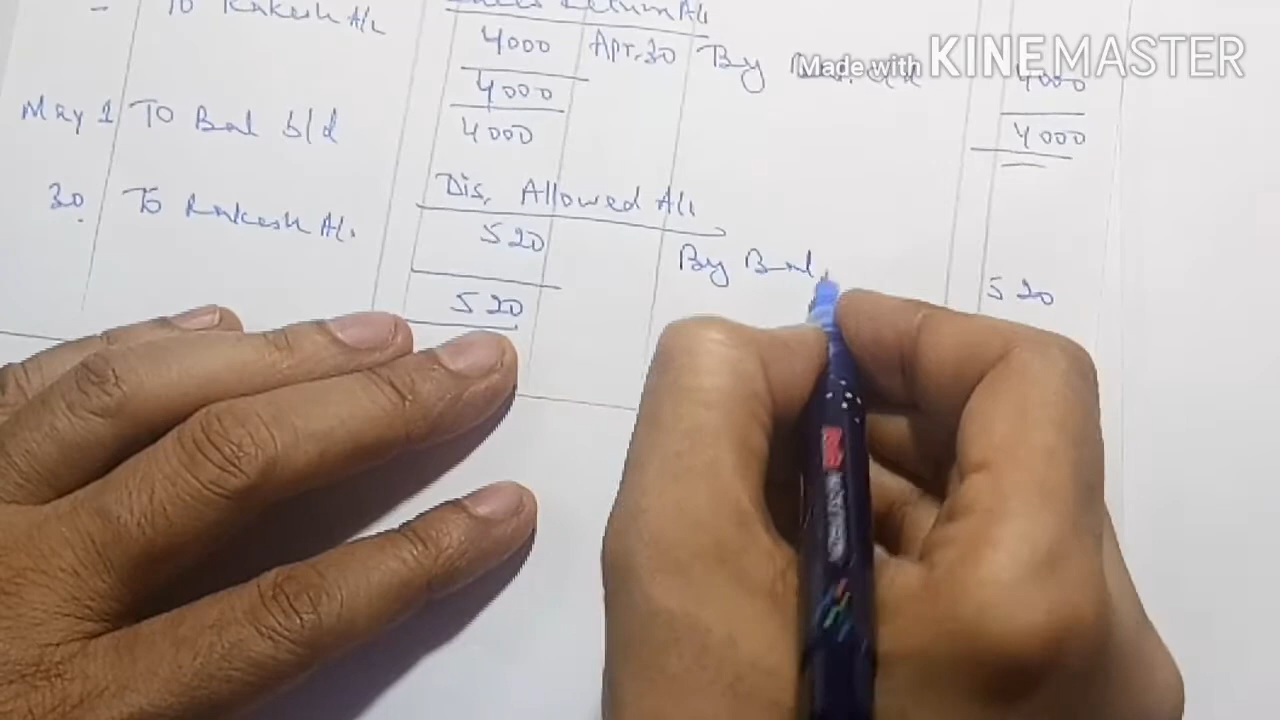 To Rakesh A/c
Sales Return A/c
4000 Apr.30 By
4000
4000
4000
May 1 To Bal b/d
4000
Dis. Allowed A/c
30 To Rakesh A/c.
520
By Bal
520
520
Made with KINEMASTER